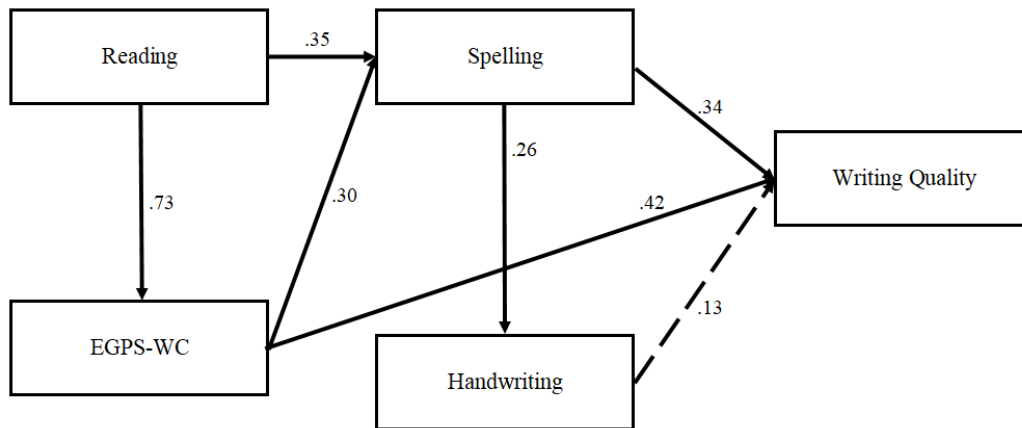 Reading
.35
Spelling
.34
.26
Writing Quality
.73
.30
.42
.13
EGPS-WC
Handwriting